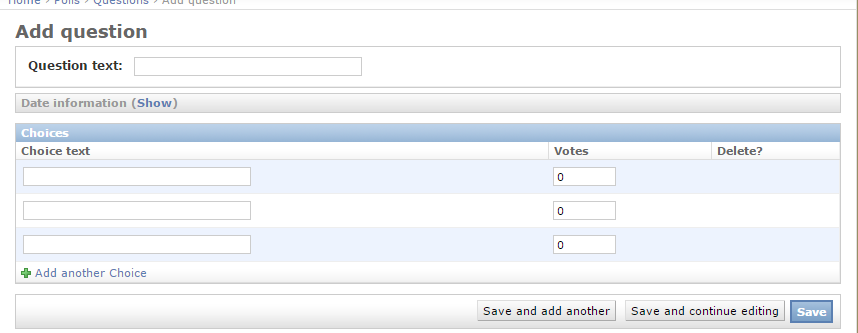 Home › Polls › Questions › Add question
Add question
Question text:
Date information (Show)
Choices
Choice text Votes Delete?
0
0
0
Add another Choice
Save and add another Save and continue editing Save